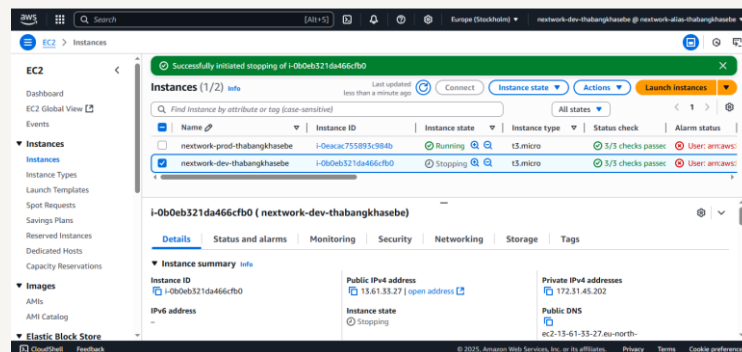 aws
Search
[Alt+S]
Europe (Stockholm) ▼
nextwork-dev-thabangkhasebe @ nextwork-alias-thabangkhasebe
EC2 > Instances
EC2
Dashboard
EC2 Global View
Events
▼ Instances
Instances
Instance Types
Launch Templates
Spot Requests
Savings Plans
Reserved Instances
Dedicated Hosts
Capacity Reservations
▼ Images
AMIs
AMI Catalog
▼ Elastic Block Store
Successfully initiated stopping of i-0b0eb321da466cfb0
Instances (1/2) Info
Last updated
less than a minute ago
Connect
Instance state ▼
Actions ▼
Launch instances ▼
Find Instance by attribute or tag (case-sensitive)
All states ▼
1
Name
Instance ID
Instance state
Instance type
Status check
Alarm status
nextwork-prod-thabangkhasebe i-0eacac755893c984b Running t3.micro 3/3 checks passec User: arn:aws:
nextwork-dev-thabangkhasebe i-0b0eb321da466cfb0 Stopping t3.micro 3/3 checks passec User: arn:aws:
i-0b0eb321da466cfb0 ( nextwork-dev-thabangkhasebe)
Details Status and alarms Monitoring Security Networking Storage Tags
▼ Instance summary Info
Instance ID
i-0b0eb321da466cfb0
Public IPv4 address
13.61.33.27 | open address
Private IPv4 addresses
172.31.45.202
IPv6 address
–
Instance state
Stopping
Public DNS
ec2-13-61-33-27.eu-north-
CloudShell Feedback
© 2025, Amazon Web Services, Inc. or its affiliates. Privacy Terms Cookie preferences